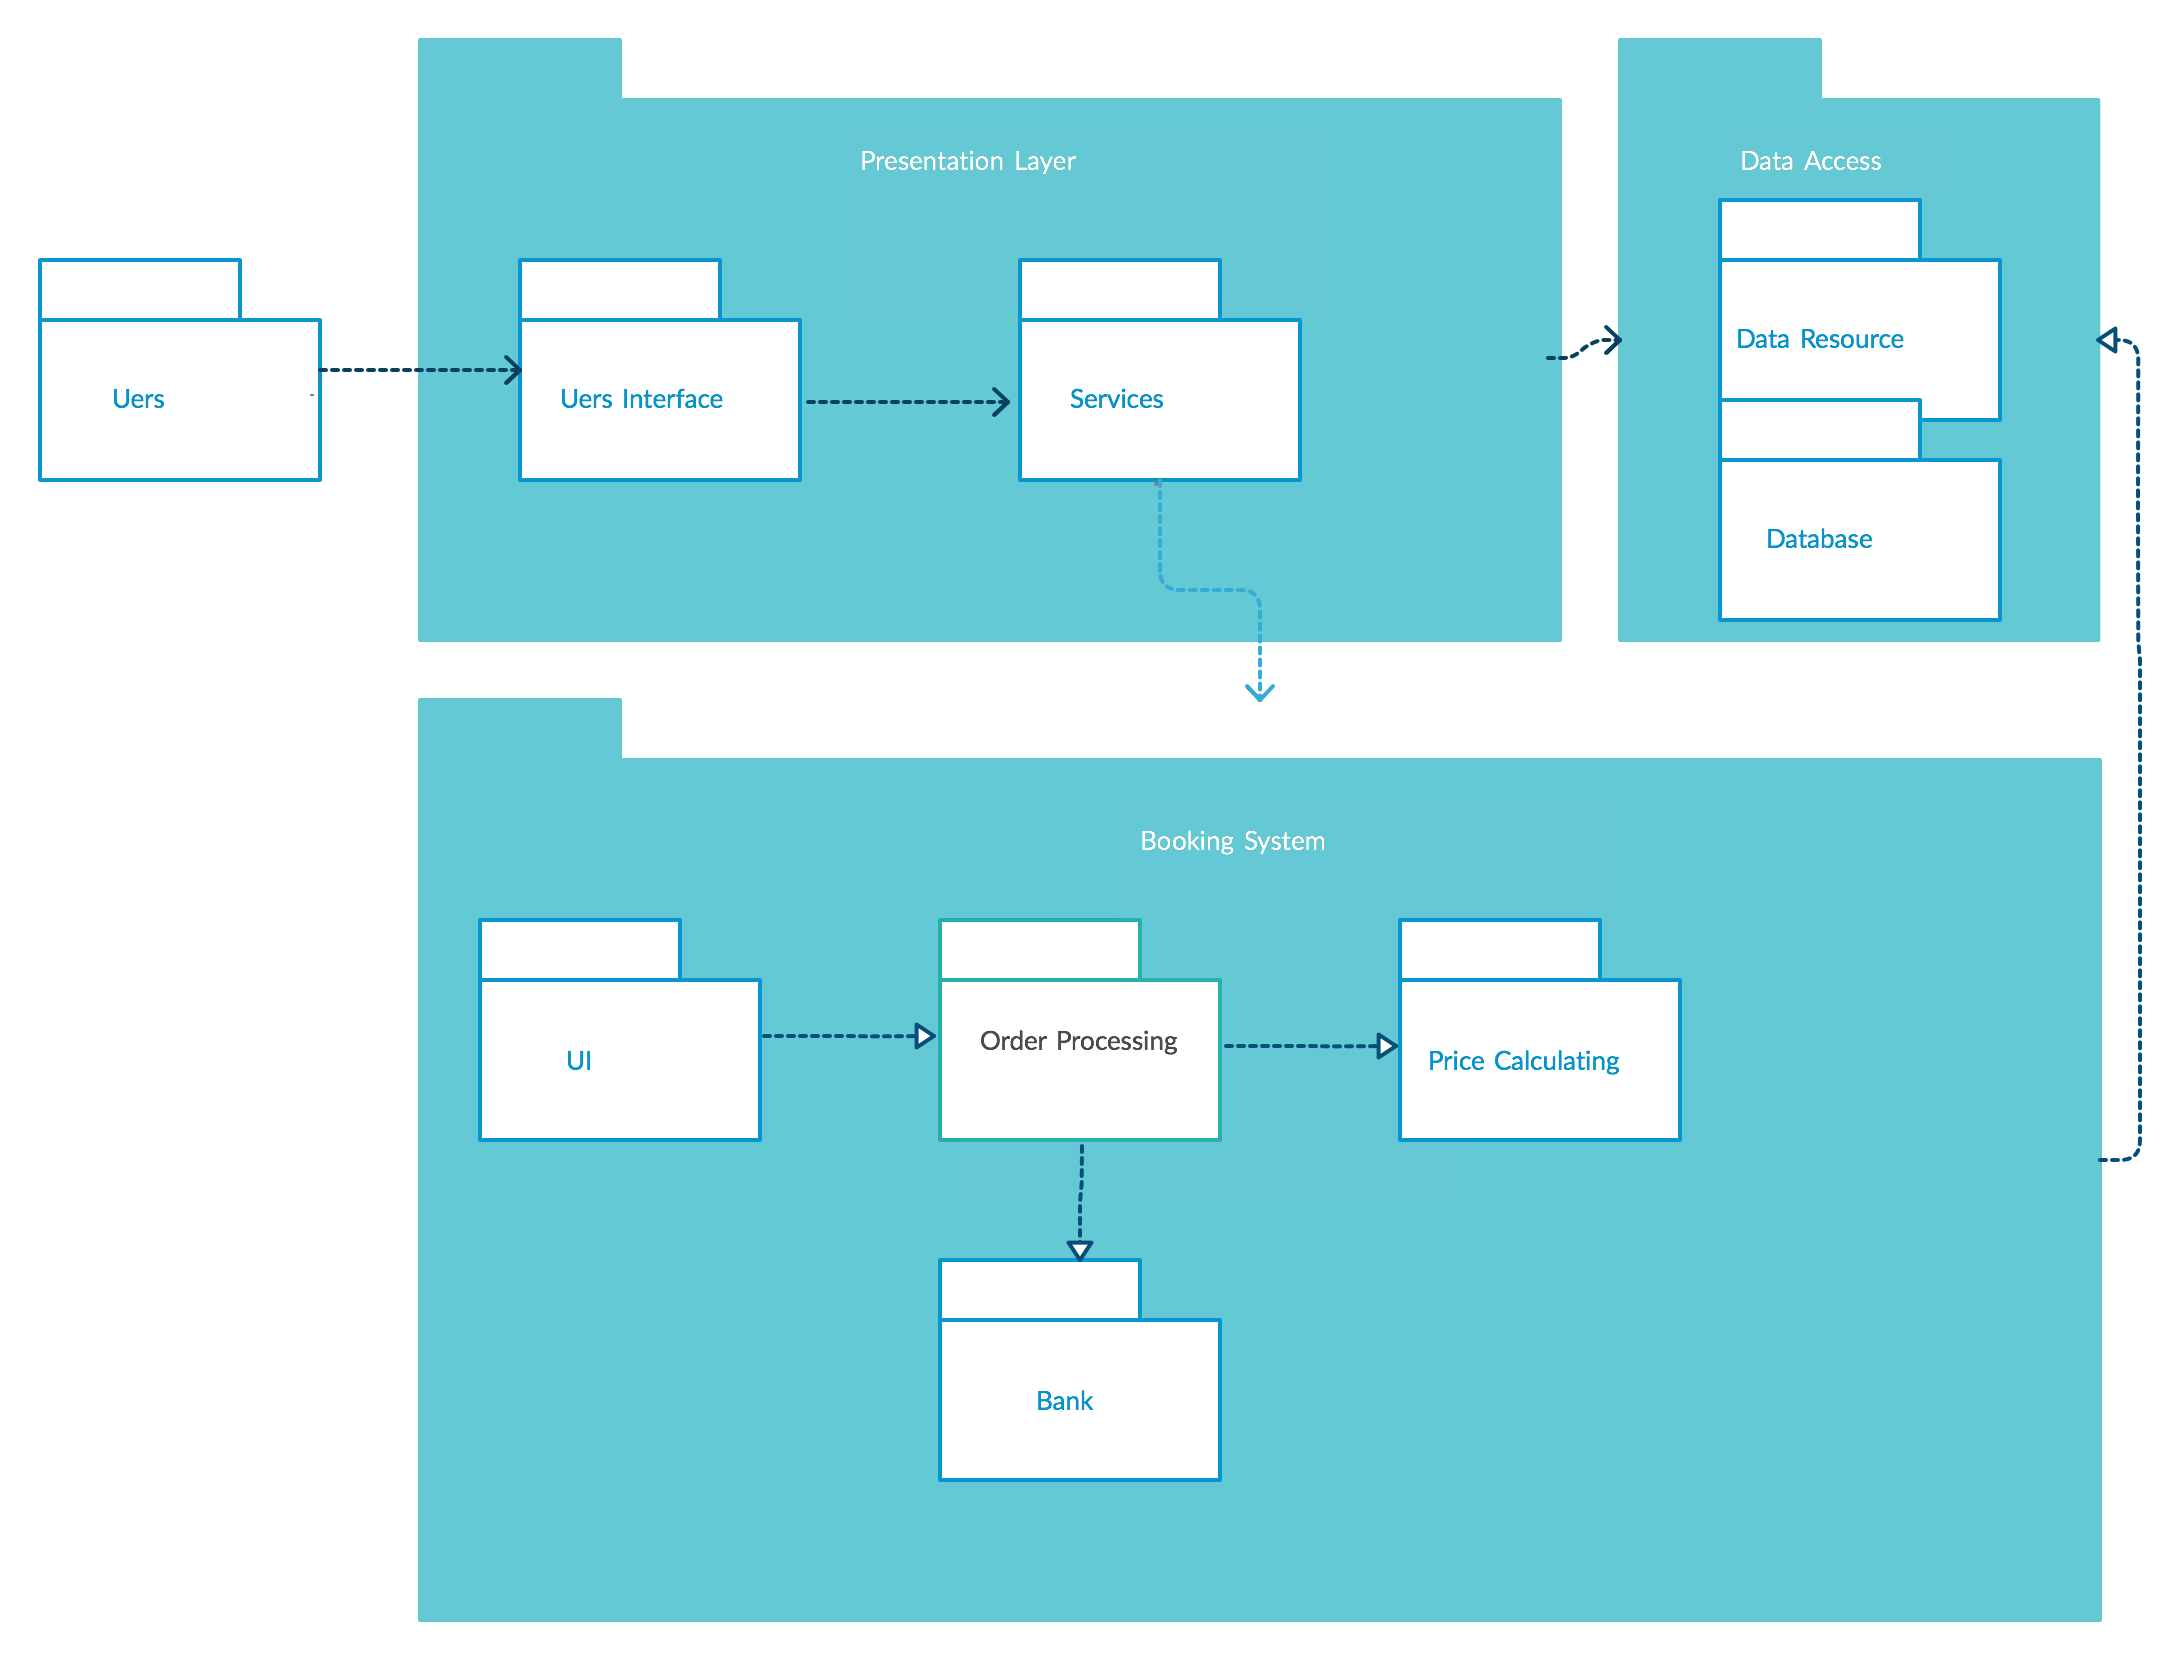 Presentation Layer
Data Access
Uers
Uers Interface
Services
Data Resource
Database
Booking System
UI
Order Processing
Price Calculating
Bank